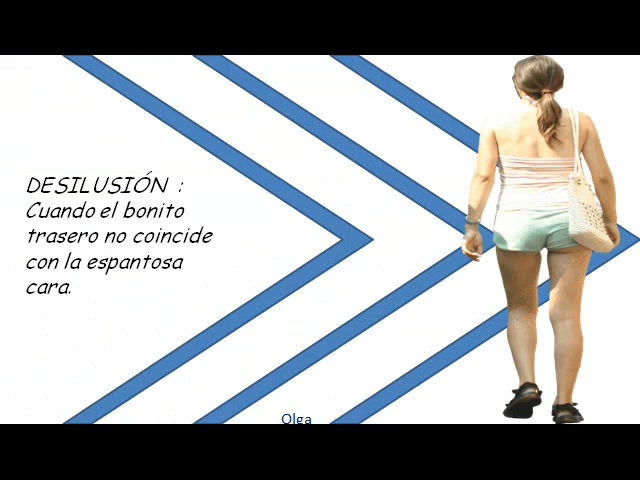 DESILUSIÓN :
Cuando el bonito
trasero no coincide
con la espantosa
cara.
Olga